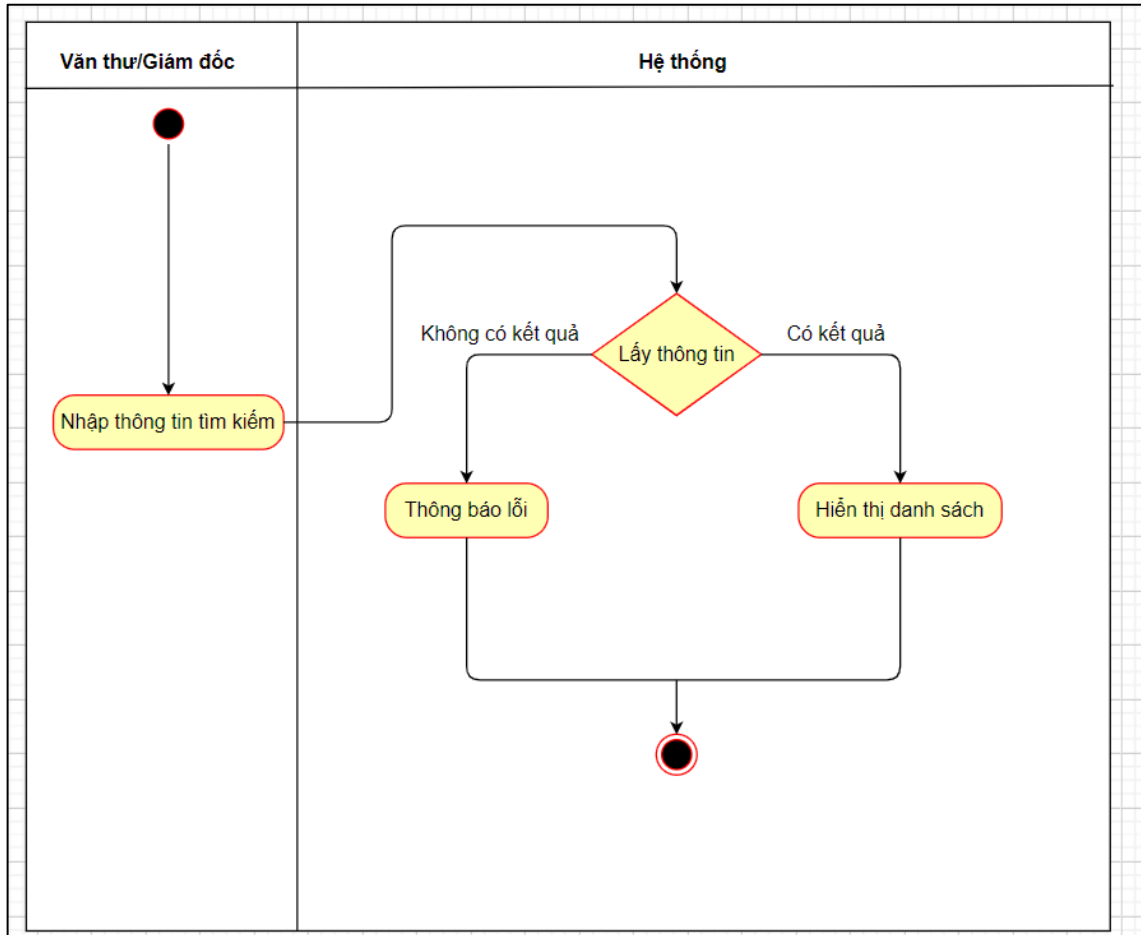 Văn thư/Giám đốc
Hệ thống
Không có kết quả
Có kết quả
Lấy thông tin
Nhập thông tin tìm kiếm
Thông báo lỗi
Hiển thị danh sách